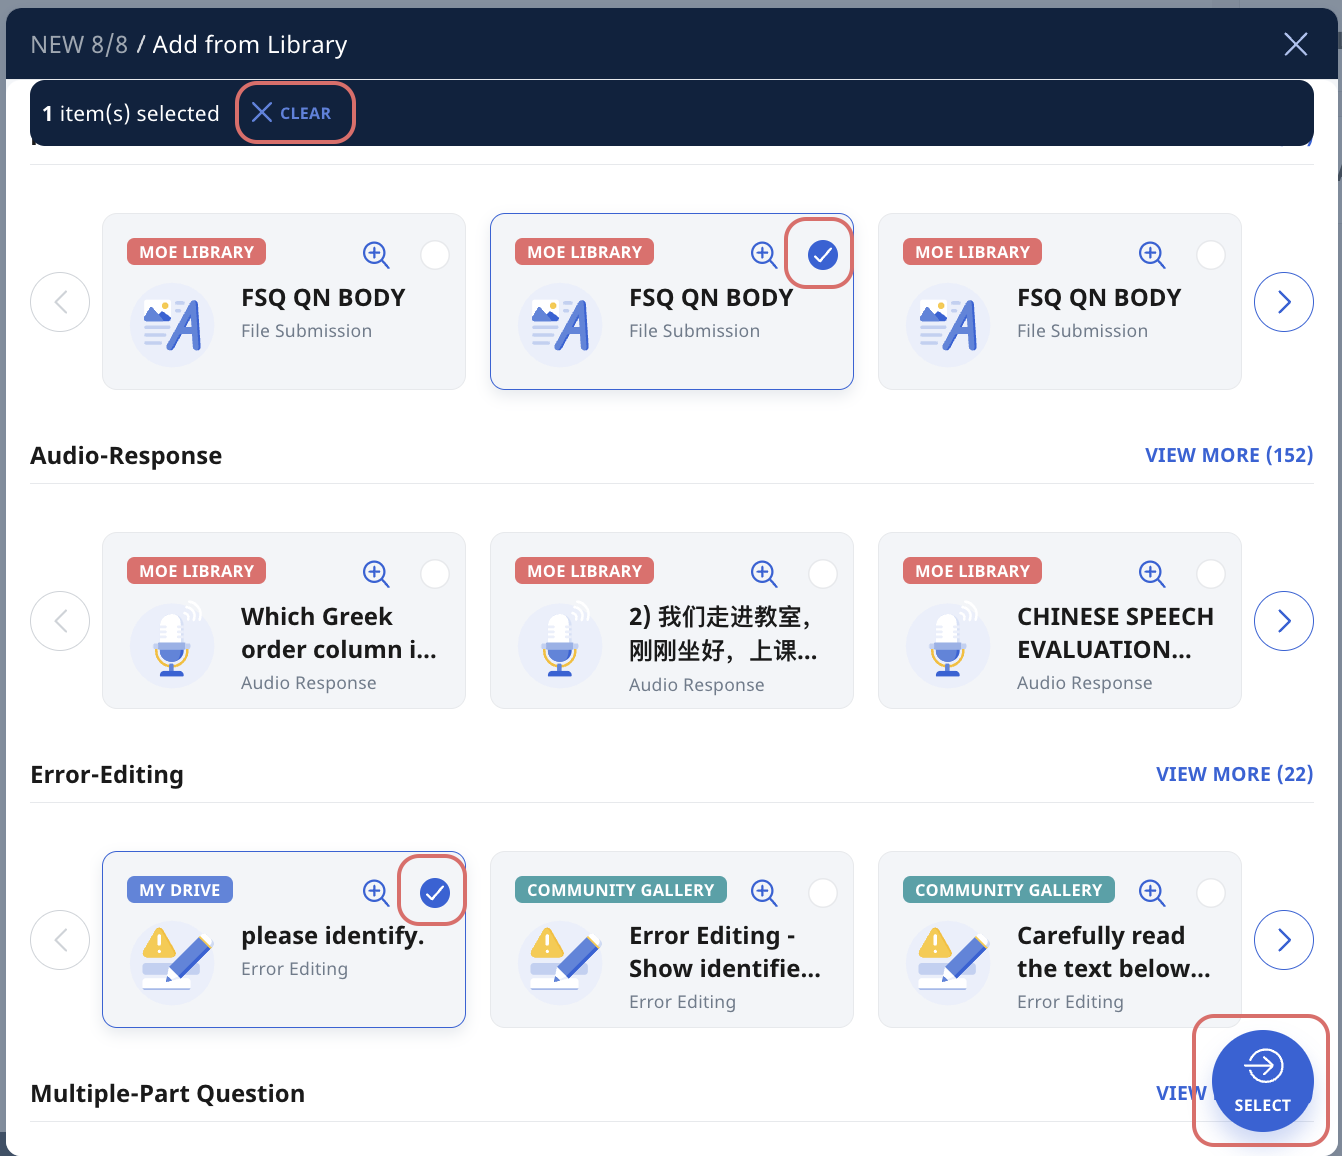 NEW 8/8 / Add from Library
1 item(s) selected CLEAR
MOE LIBRARY
FSQ QN BODY
File Submission
MOE LIBRARY
FSQ QN BODY
File Submission
MOE LIBRARY
FSQ QN BODY
File Submission
Audio-Response
VIEW MORE (152)
MOE LIBRARY
Which Greek
order column i...
Audio Response
MOE LIBRARY
2) 我们走进教室，
刚刚坐好，上课...
Audio Response
MOE LIBRARY
CHINESE SPEECH
EVALUATION...
Audio Response
Error-Editing
VIEW MORE (22)
MY DRIVE
please identify.
Error Editing
COMMUNITY GALLERY
Error Editing -
Show identifie...
Error Editing
COMMUNITY GALLERY
Carefully read
the text below...
Error Editing
Multiple-Part Question
VIEW
SELECT